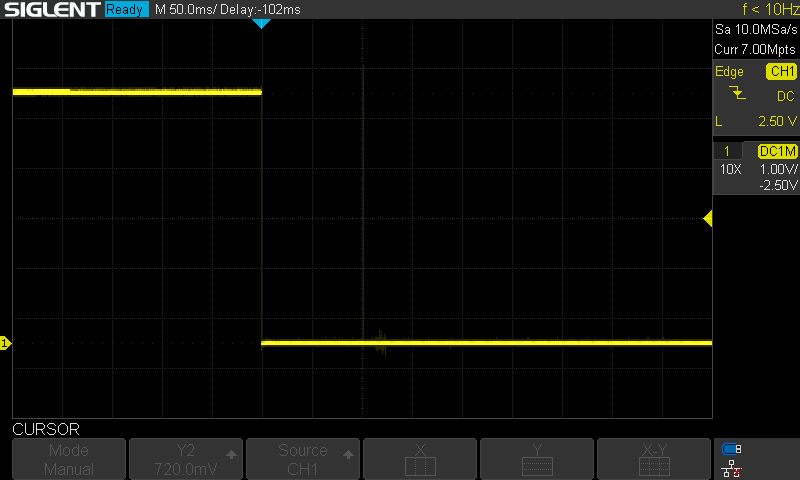 SIGLENT Ready M 50.0ms/ Delay:-102ms f < 10Hz
Sa 10.0MSa/s
Curr 7.00Mpts
Edge CH1
DC
L 2.50 V
1 DC1M
10X 1.00V/
-2.50V
1
CURSOR
Mode Y2 Source X Y X-Y
Manual 720.0mV CH1